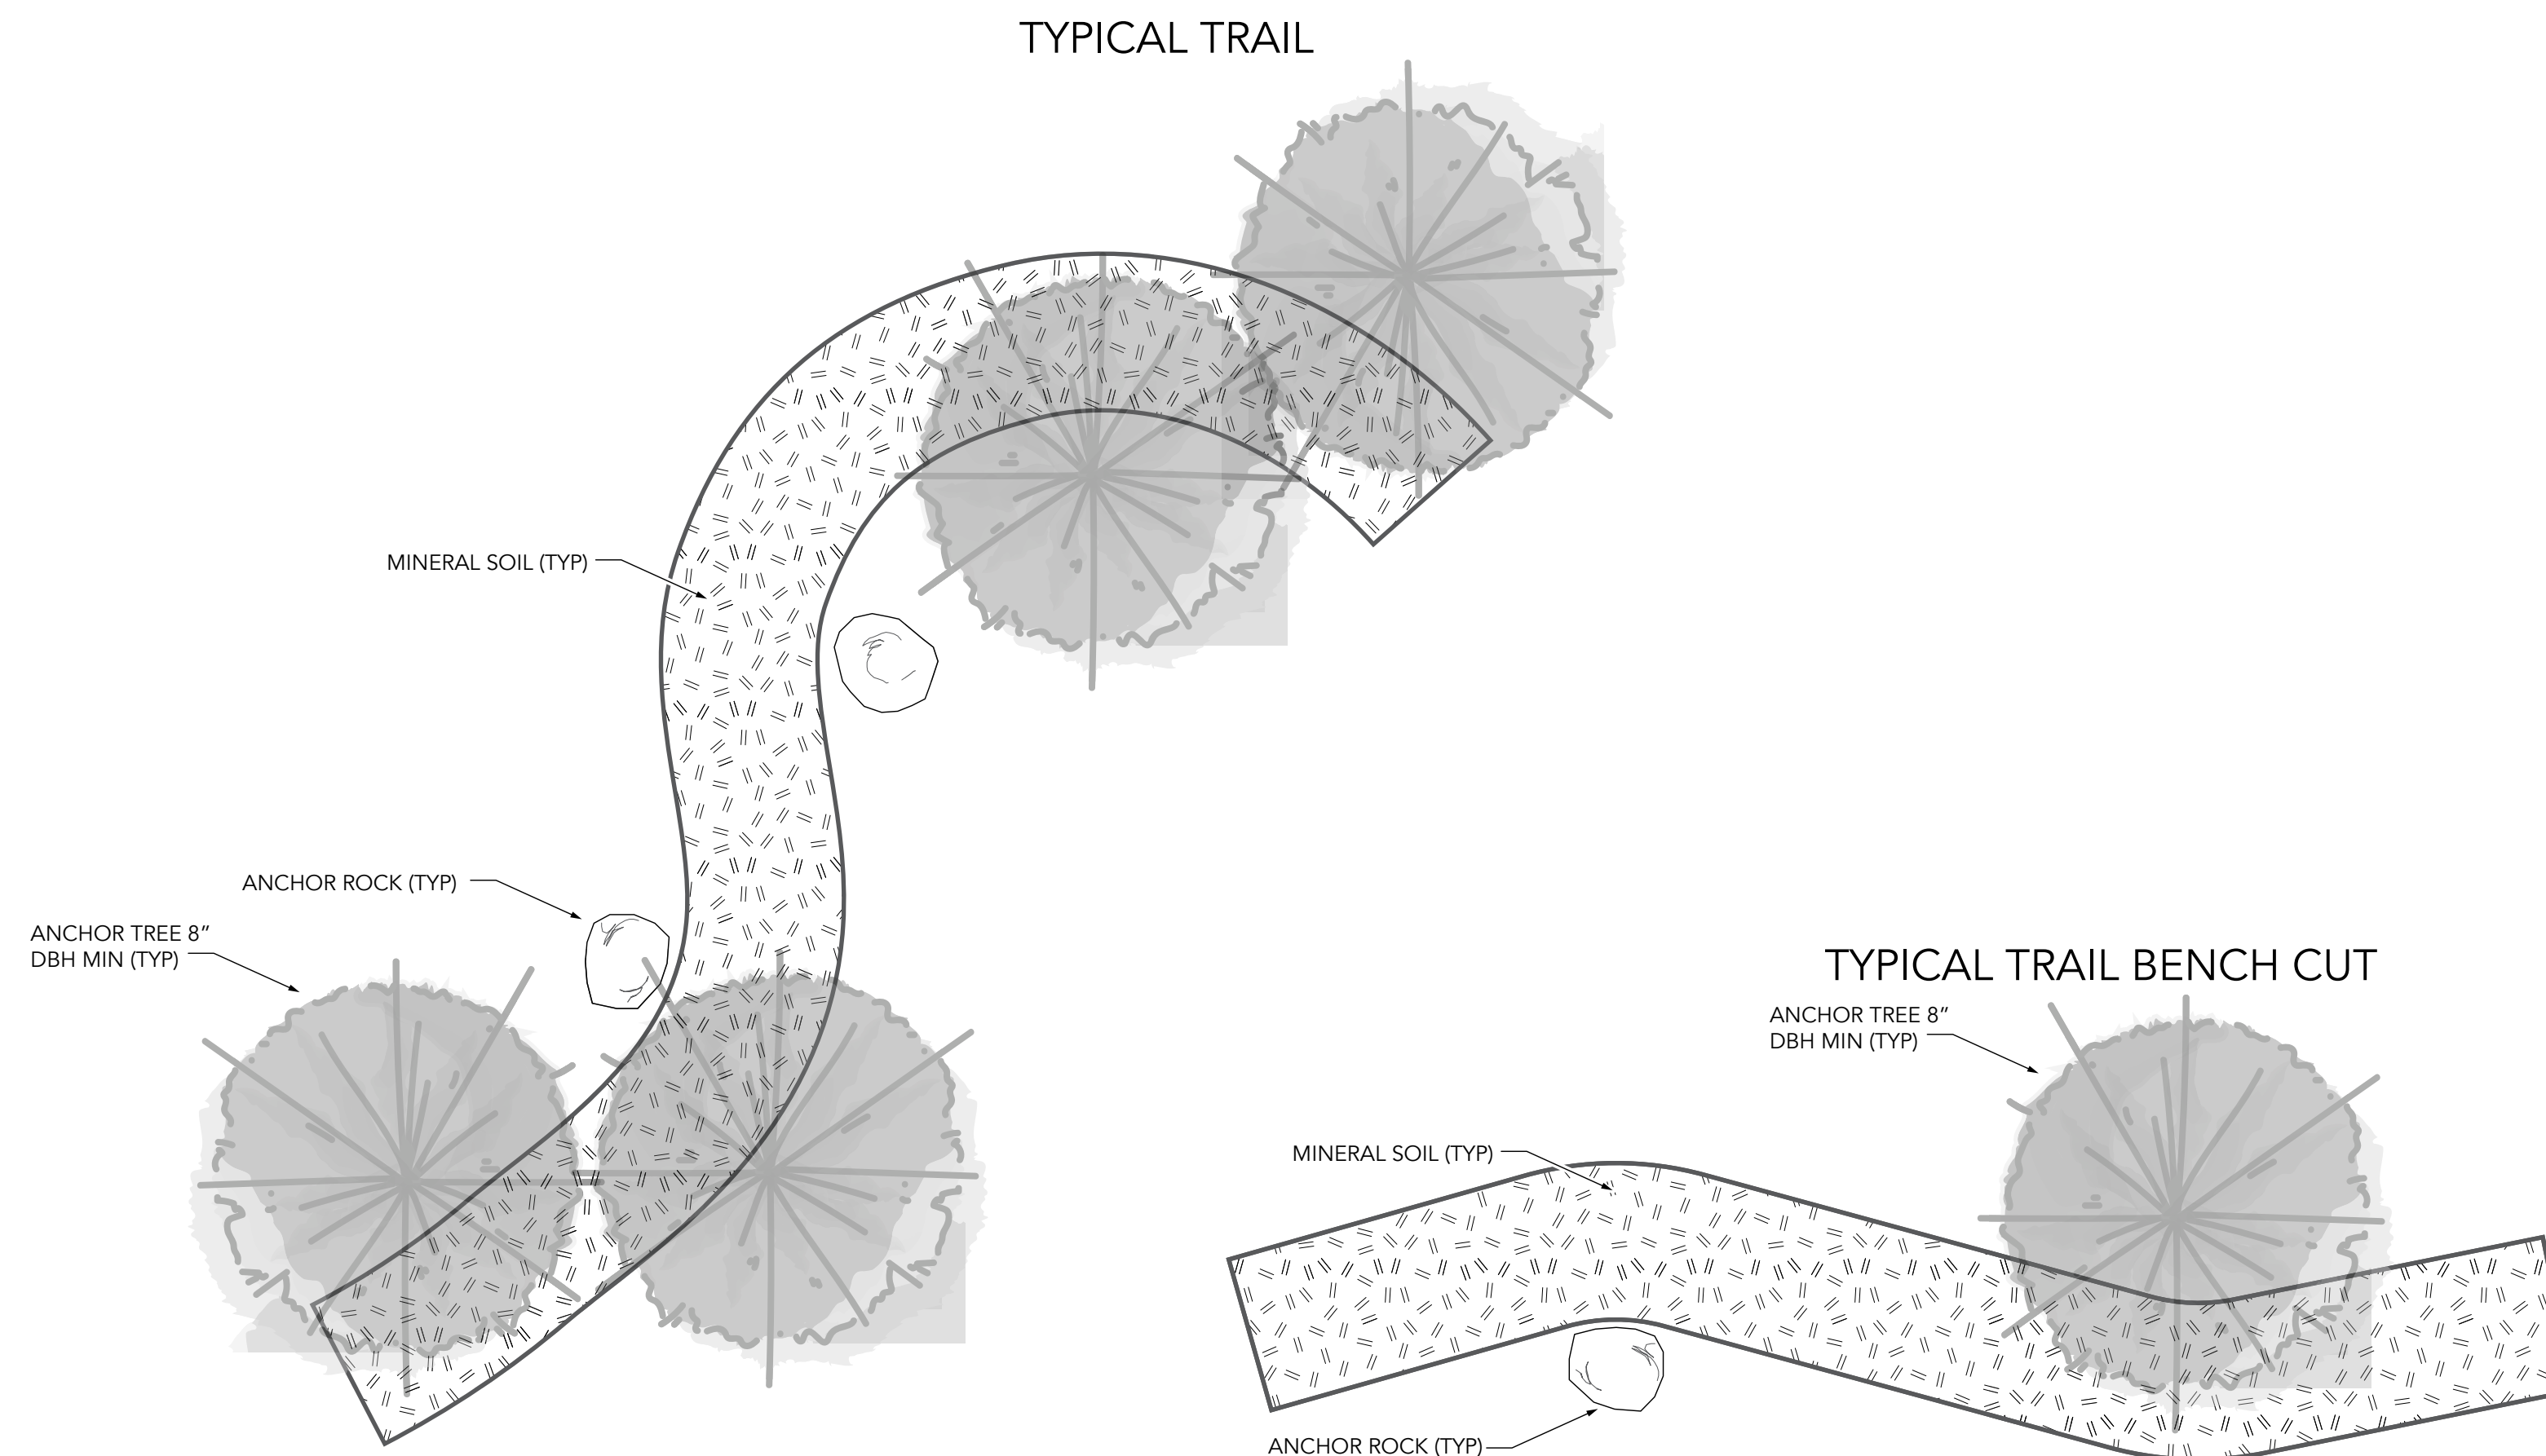 TYPICAL TRAIL
MINERAL SOIL (TYP)
ANCHOR ROCK (TYP)
ANCHOR TREE 8”
DBH MIN (TYP)
TYPICAL TRAIL BENCH CUT
ANCHOR TREE 8”
DBH MIN (TYP)
MINERAL SOIL (TYP)
ANCHOR ROCK (TYP)